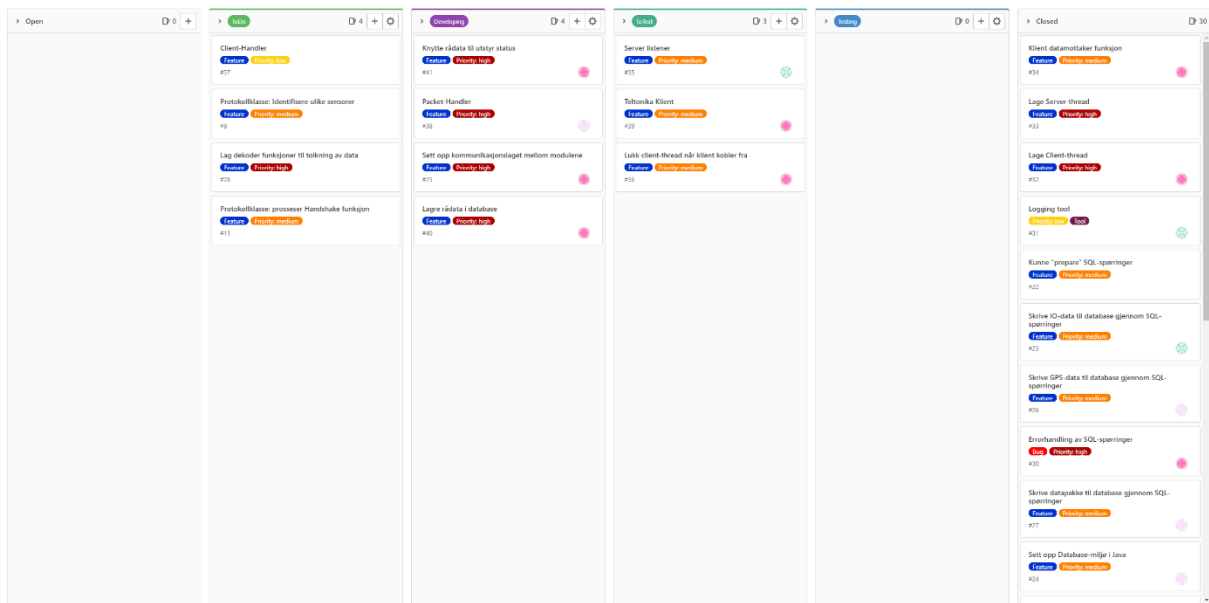 Open
0
ToDo
4
Developing
4
ToTest
3
Testing
0
Closed
30
Client-Handler
Feature Priority: low
#37
Protokollklasse: Identifisere ulike sensorer
Feature Priority: medium
#8
Lag dekoder funksjoner til tolkning av data
Feature Priority: high
#28
Protokollklasse: prosseser Handshake funksjon
Feature Priority: medium
#11
Knytte rådata til utstyr status
Feature Priority: high
#41
Packet-Handler
Feature Priority: high
#38
Sett opp kommunikasjonslaget mellom modulene
Feature Priority: high
#25
Lagre rådata i database
Feature Priority: high
#40
Server listener
Feature Priority: medium
#35
Teltonika Klient
Feature Priority: medium
#39
Lukk client-thread når klient kobler fra
Feature Priority: medium
#36
Klient datamottaker funksjon
Feature Priority: medium
#34
Lage Server-thread
Feature Priority: high
#33
Lage Client-thread
Feature Priority: high
#32
Logging tool
Priority: low Tool
#31
Kunne "prepare" SQL-spørringer
Feature Priority: medium
#22
Skrive IO-data til database gjennom SQL-
spørringer
Feature Priority: medium
#23
Skrive GPS-data til database gjennom SQL-
spørringer
Feature Priority: medium
#26
Errorhandling av SQL-spørringer
Bug Priority: high
#30
Skrive datapakke til database gjennom SQL-
spørringer
Feature Priority: medium
#27
Sett opp Database-miljø i Java
Feature Priority: medium
#24